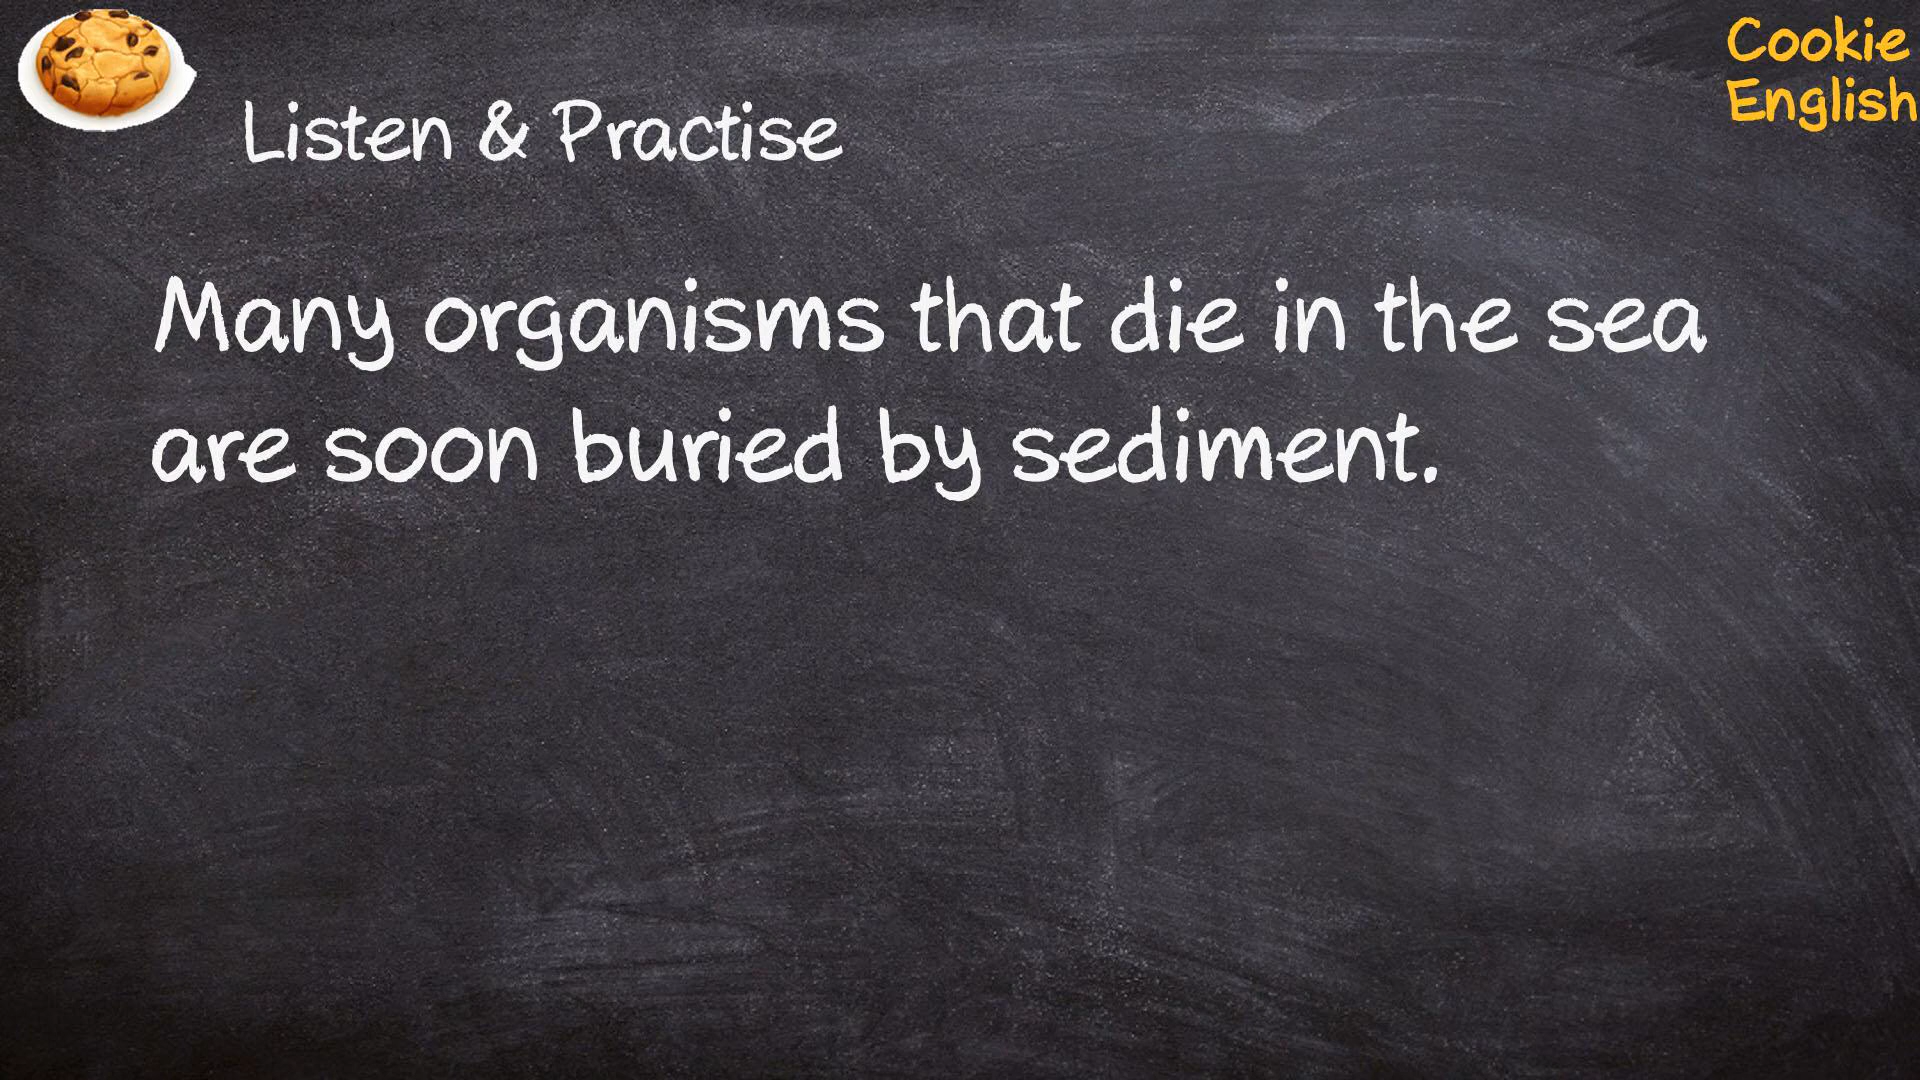 Cookie
English
Listen & Practise
Many organisms that die in the sea
are soon buried by sediment.